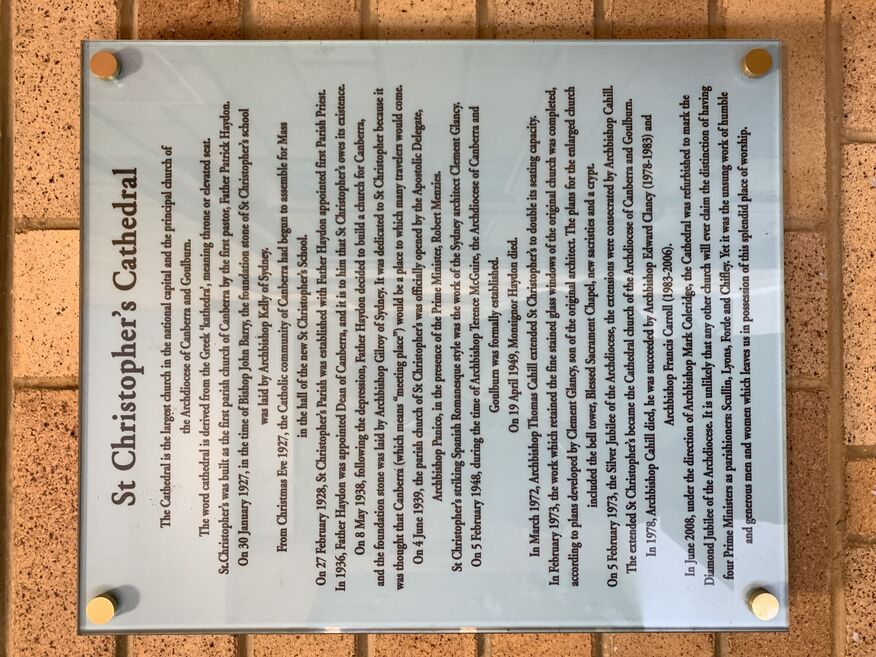 St Christopher's Cathedral
The Cathedral is the largest church in the national capital and the principal church of
the Archdiocese of Canberra and Goulburn.
The word cathedral is derived from the Greek 'kathedra', meaning throne or elevated seat.
St. Christopher's was built as the first parish church of Canberra by the first pastor, Father Patrick Haydon.
On 30 January 1927, in the time of Bishop John Barry, the foundation stone of St Christopher's school
was laid by Archbishop Kelly of Sydney.
From Christmas Eve 1927, the Catholic community of Canberra had begun to assemble for Mass
in the hall of the new St Christopher's School.
On 27 February 1928, St Christopher's Parish was established with Father Haydon appointed first Parish Priest.
In 1936, Father Haydon was appointed Dean of Canberra, and it is to him that St Christopher's owes its existence.
On 8 May 1938, following the depression, Father Haydon decided to build a church for Canberra,
and the foundation stone was laid by Archbishop Gilroy of Sydney. It was dedicated to St Christopher because it
was thought that Canberra (which means "meeting place") would be a place to which many travelers would come.
On 4 June 1939, the parish church of St Christopher's was officially opened by the Apostolic Delegate,
Archbishop Panico, in the presence of the Prime Minister, Robert Menzies.
St Christopher's striking Spanish Romanesque style was the work of the Sydney architect Clement Glancy.
On 5 February 1948, during the time of Archbishop Terence McGuire, the Archdiocese of Canberra and
Goulburn was formally established.
On 19 April 1949, Monsignor Haydon died.
In March 1972, Archbishop Thomas Cahill extended St Christopher's to double its seating capacity.
In February 1973, the work which retained the fine stained glass windows of the original church was completed,
according to plans developed by Clement Glancy, son of the original architect. The plans for the enlarged church
included the bell tower, Blessed Sacrament Chapel, new sacristies and a crypt.
On 5 February 1973, the Silver Jubilee of the Archdiocese, the extensions were consecrated by Archbishop Cahill.
The extended St Christopher's became the Cathedral church of the Archdiocese of Canberra and Goulburn.
In 1978, Archbishop Cahill died, he was succeeded by Archbishop Edward Clancy (1978-1983) and
Archbishop Francis Carroll (1983-2006).
In June 2008, under the direction of Archbishop Mark Coleridge, the Cathedral was refurbished to mark the
Diamond Jubilee of the Archdiocese. It is unlikely that any other church will ever claim the distinction of having
four Prime Ministers as parishioners: Scullin, Lyons, Forde and Chifley. Yet it was the unsung work of humble
and generous men and women which leaves us in possession of this splendid place of worship.